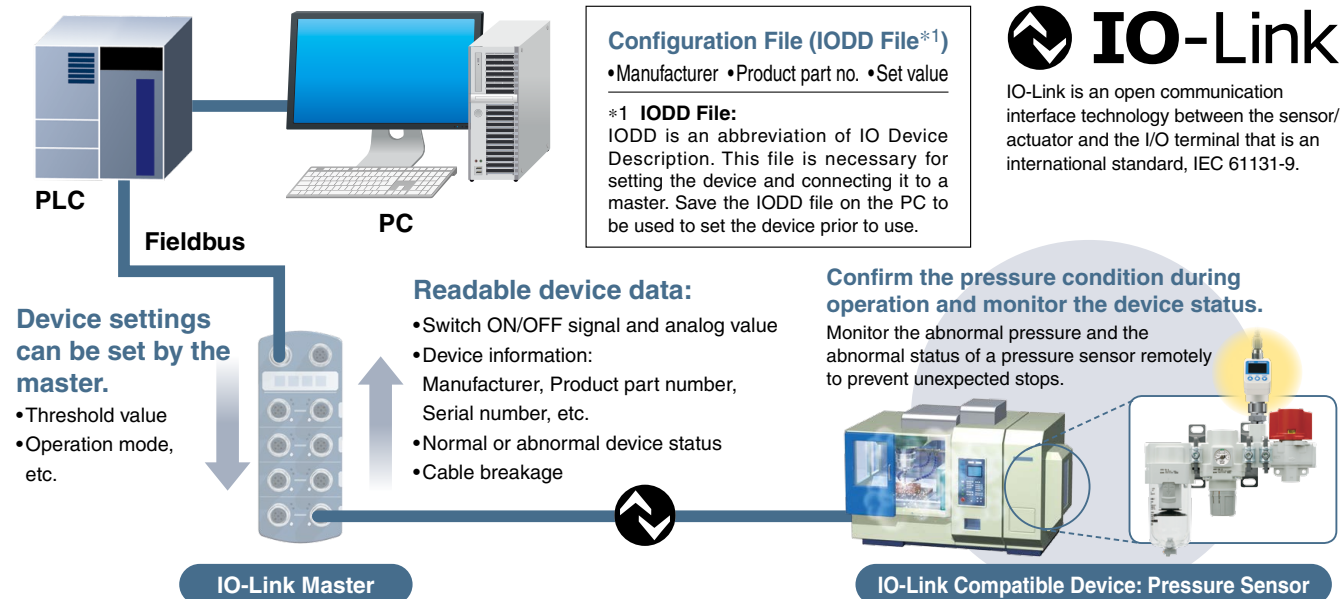 PLC
PC
Fieldbus
Configuration File (IODD File*1)
•Manufacturer •Product part no. •Set value
*1 IODD File:
IODD is an abbreviation of IO Device
Description. This file is necessary for
setting the device and connecting it to a
master. Save the IODD file on the PC to
be used to set the device prior to use.
IO-Link
IO-Link is an open communication
interface technology between the sensor/
actuator and the I/O terminal that is an
international standard, IEC 61131-9.
Device settings
can be set by the
master.
•Threshold value
•Operation mode,
etc.
Readable device data:
•Switch ON/OFF signal and analog value
•Device information:
Manufacturer, Product part number,
Serial number, etc.
•Normal or abnormal device status
•Cable breakage
Confirm the pressure condition during
operation and monitor the device status.
Monitor the abnormal pressure and the
abnormal status of a pressure sensor remotely
to prevent unexpected stops.
IO-Link Master
IO-Link Compatible Device: Pressure Sensor